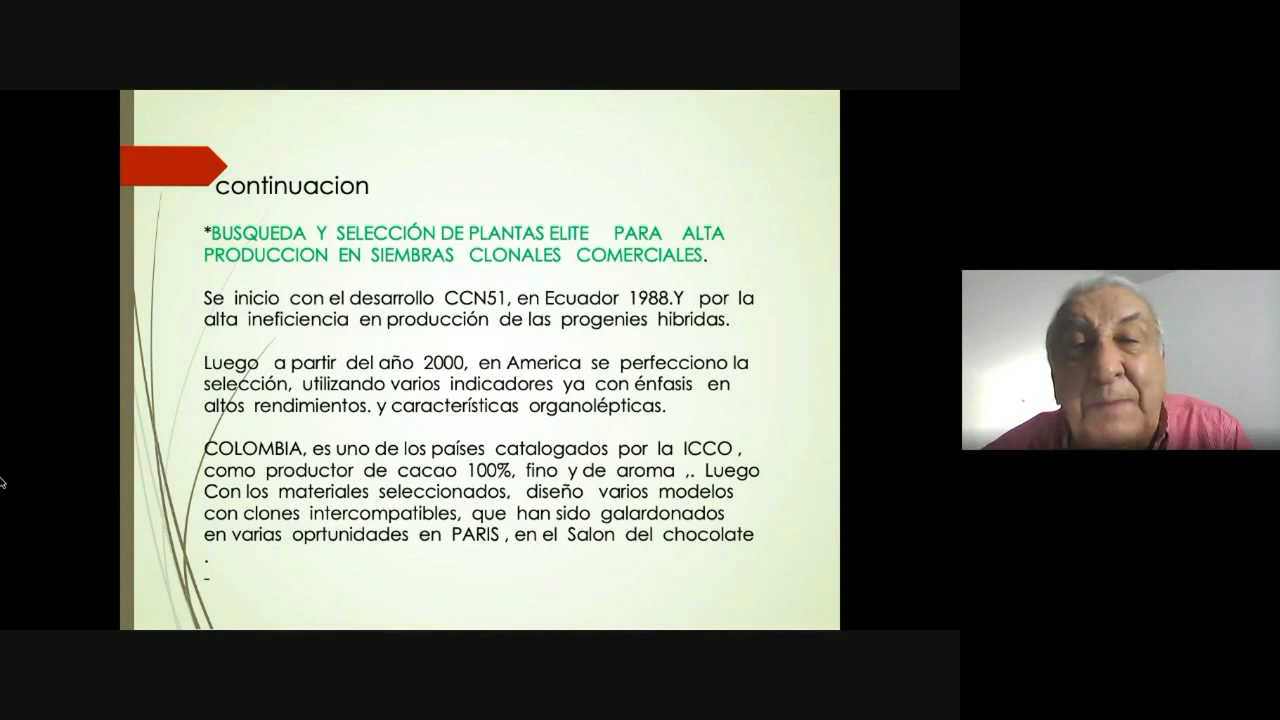 continuacion
*BUSQUEDA Y SELECCIÓN DE PLANTAS ELITE PARA ALTA
PRODUCCION EN SIEMBRAS CLONALES COMERCIALES.
Se inicio con el desarrollo CCN51, en Ecuador 1988.Y por la
alta ineficiencia en producción de las progenies hibridas.
Luego a partir del año 2000, en America se perfecciono la
selección, utilizando varios indicadores ya con énfasis en
altos rendimientos. y características organolépticas.
COLOMBIA, es uno de los países catalogados por la ICCO ,
como productor de cacao 100%, fino y de aroma ,. Luego
Con los materiales seleccionados, diseño varios modelos
con clones intercompatibles, que han sido galardonados
en varias oprtunidades en PARIS , en el Salon del chocolate
.
-